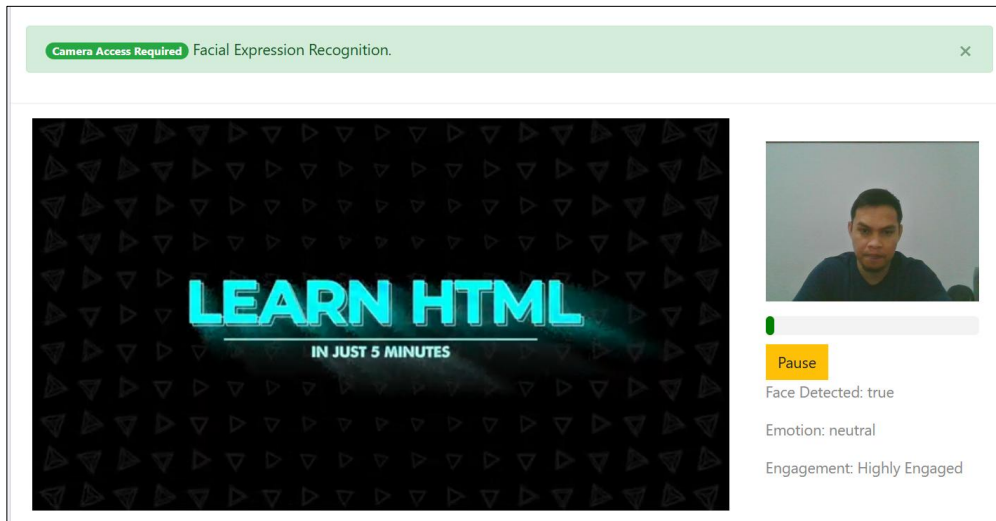 Camera Access Required Facial Expression Recognition. ×
LEARN HTML
IN JUST 5 MINUTES
Pause
Face Detected: true
Emotion: neutral
Engagement: Highly Engaged